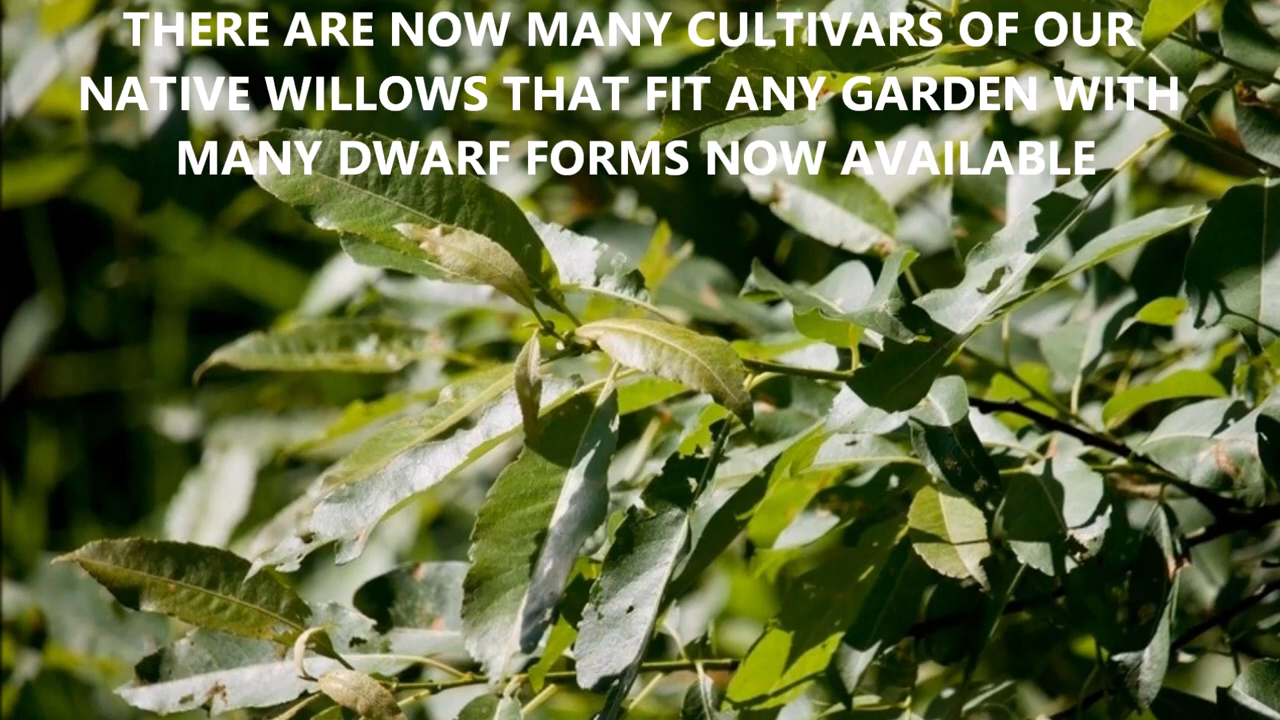 THERE ARE NOW MANY CULTIVARS OF OUR
NATIVE WILLOWS THAT FIT ANY GARDEN WITH
MANY DWARF FORMS NOW AVAILABLE